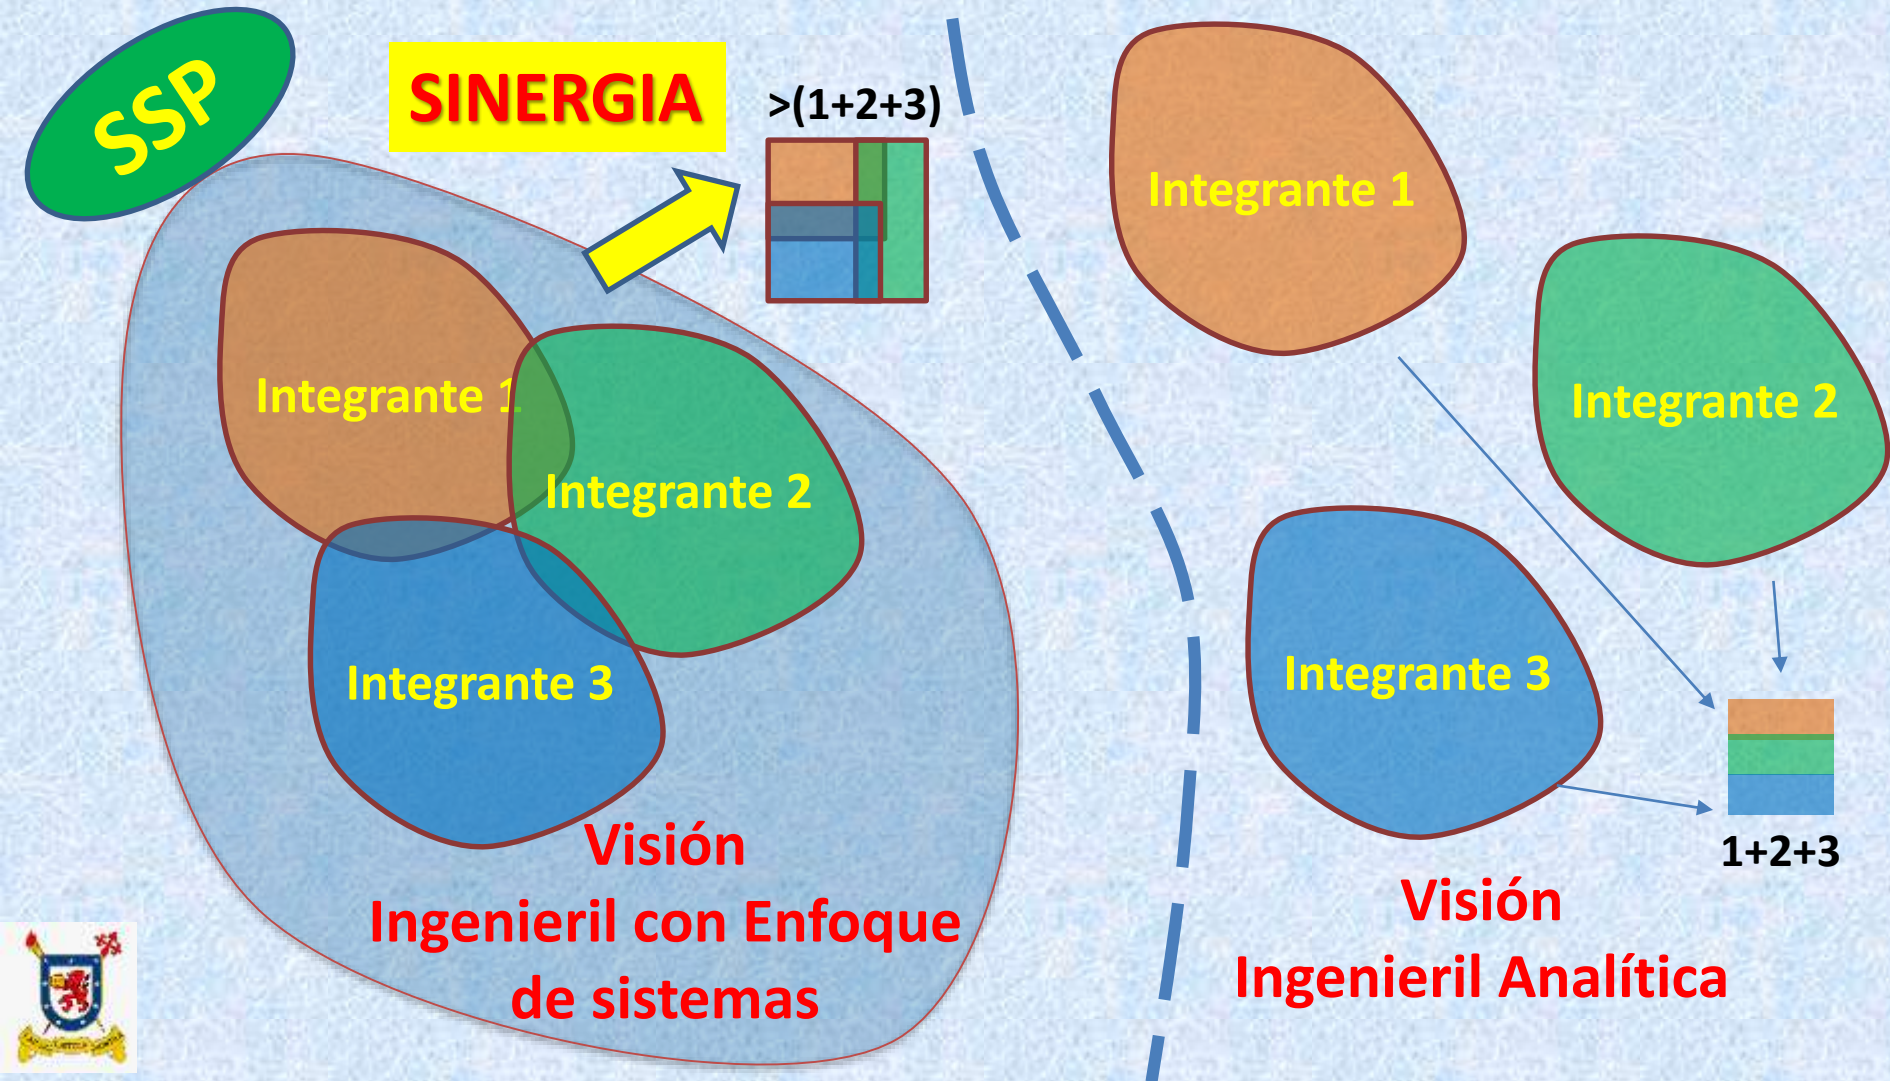 SSP
SINERGIA
>(1+2+3)
Integrante 1
Integrante 2
Integrante 3
Visión
Ingenieril con Enfoque
de sistemas
Integrante 1
Integrante 2
Integrante 3
1+2+3
Visión
Ingenieril Analítica